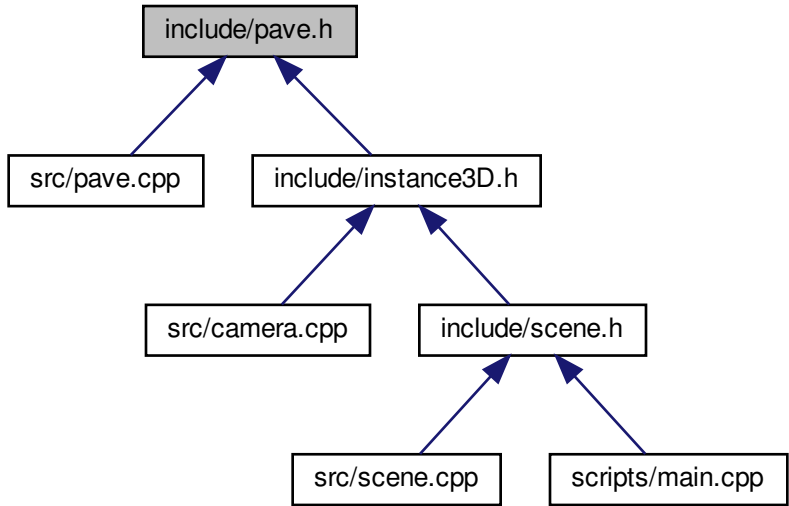 include/pave.h
src/pave.cpp
include/instance3D.h
src/camera.cpp
include/scene.h
src/scene.cpp
scripts/main.cpp